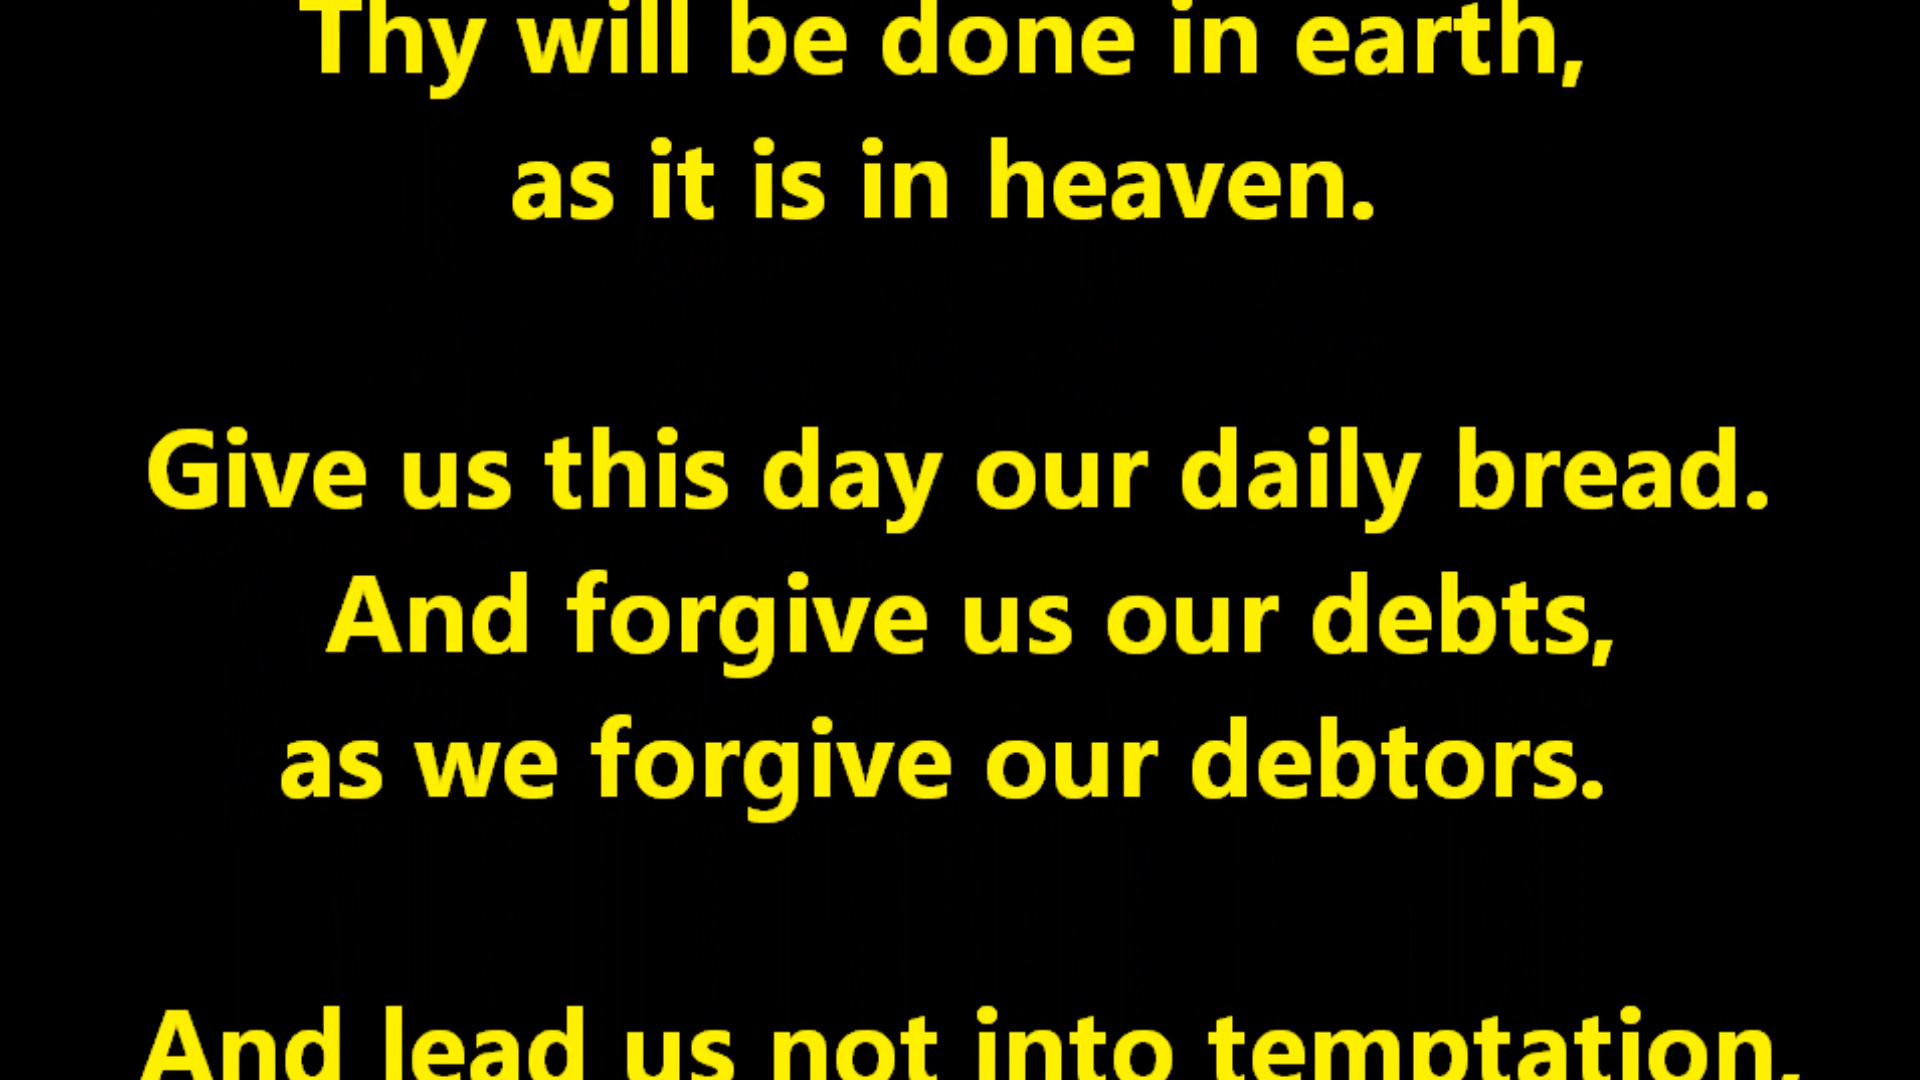 Thy will be done in earth,
as it is in heaven.
Give us this day our daily bread.
And forgive us our debts,
as we forgive our debtors.
And lead us not into temptation,